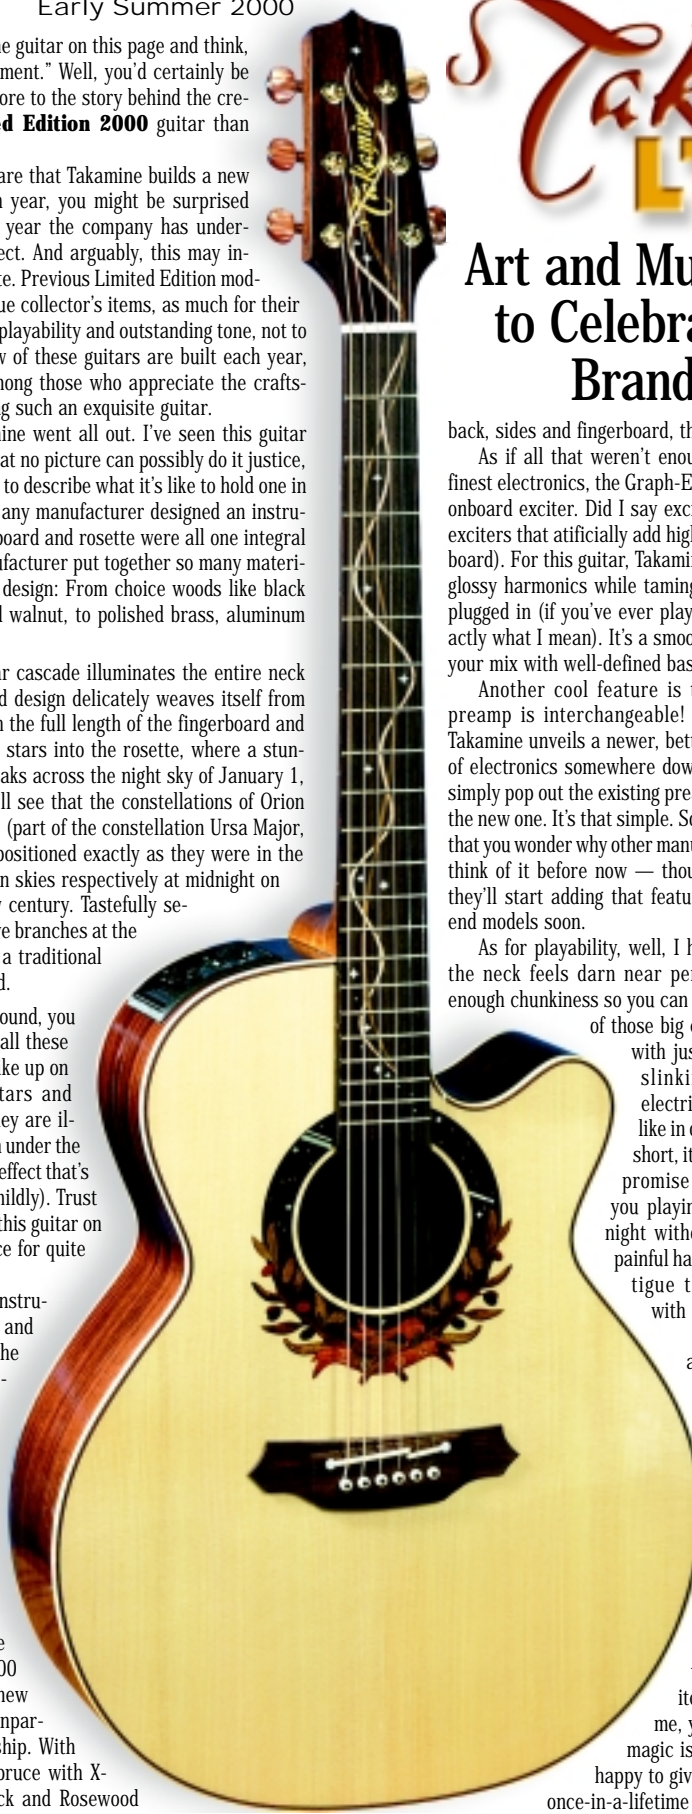 Early Summer 2000
e guitar on this page and think,
ment.” Well, you’d certainly be
ore to the story behind the cre-
d Edition 2000 guitar than
are that Takamine builds a new
n year, you might be surprised
year the company has under-
ect. And arguably, this may in-
te. Previous Limited Edition mod-
ue collector’s items, as much for their
playability and outstanding tone, not to
w of these guitars are built each year,
mong those who appreciate the crafts-
g such an exquisite guitar.
ine went all out. I’ve seen this guitar
at no picture can possibly do it justice,
to describe what it’s like to hold one in
any manufacturer designed an instru-
board and rosette were all one integral
ufacturer put together so many materi-
design: From choice woods like black
l walnut, to polished brass, aluminum
ar cascade illuminates the entire neck
d design delicately weaves itself from
n the full length of the fingerboard and
stars into the rosette, where a stun-
aks across the night sky of January 1,
ll see that the constellations of Orion
(part of the constellation Ursa Major,
positioned exactly as they were in the
n skies respectively at midnight on
century. Tastefully se-
e branches at the
a traditional
d.
ound, you
all these
ke up on
tars and
ey are il-
under the
effect that’s
mildly). Trust
this guitar on
ce for quite
nstru-
and
he
-
e
00
new
npar-
ship. With
pruce with X-
ck and Rosewood
Takamine
Tak
LT
Art and Mu
to Celebra
Brand
back, sides and fingerboard, th
As if all that weren’t enou
finest electronics, the Graph-E
onboard exciter. Did I say exci
exciters that atificially add hig
board). For this guitar, Takami
glossy harmonics while taming
plugged in (if you’ve ever play
actly what I mean). It’s a smoo
your mix with well-defined bas
Another cool feature is t
preamp is interchangeable!
Takamine unveils a newer, bett
of electronics somewhere dow
simply pop out the existing pre
the new one. It’s that simple. So
that you wonder why other manu
think of it before now — thou
they’ll start adding that featu
end models soon.
As for playability, well, I h
the neck feels darn near per
enough chunkiness so you can
of those big
with jus
slinki
electri
like in
short, it
promise
you playin
night witho
painful ha
tigue t
with
a
ite
me, y
magic is
happy to giv
once-in-a-lifetime